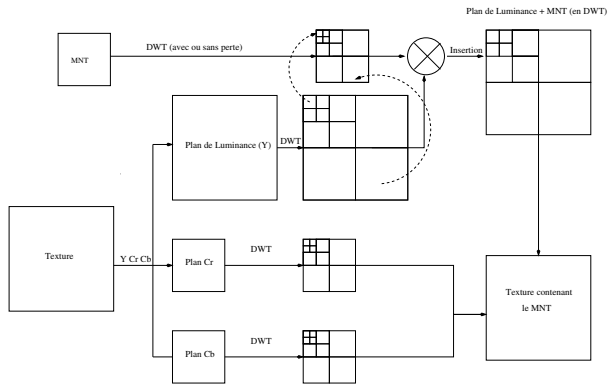 Plan de Luminance + MNT (en DWT)
DWT (avec ou sans perte)
Insertion
MNT
Plan de Luminance (Y)
DWT
Texture
Y Cr Cb
Plan Cr
DWT
Texture contenant
le MNT
Plan Cb
DWT